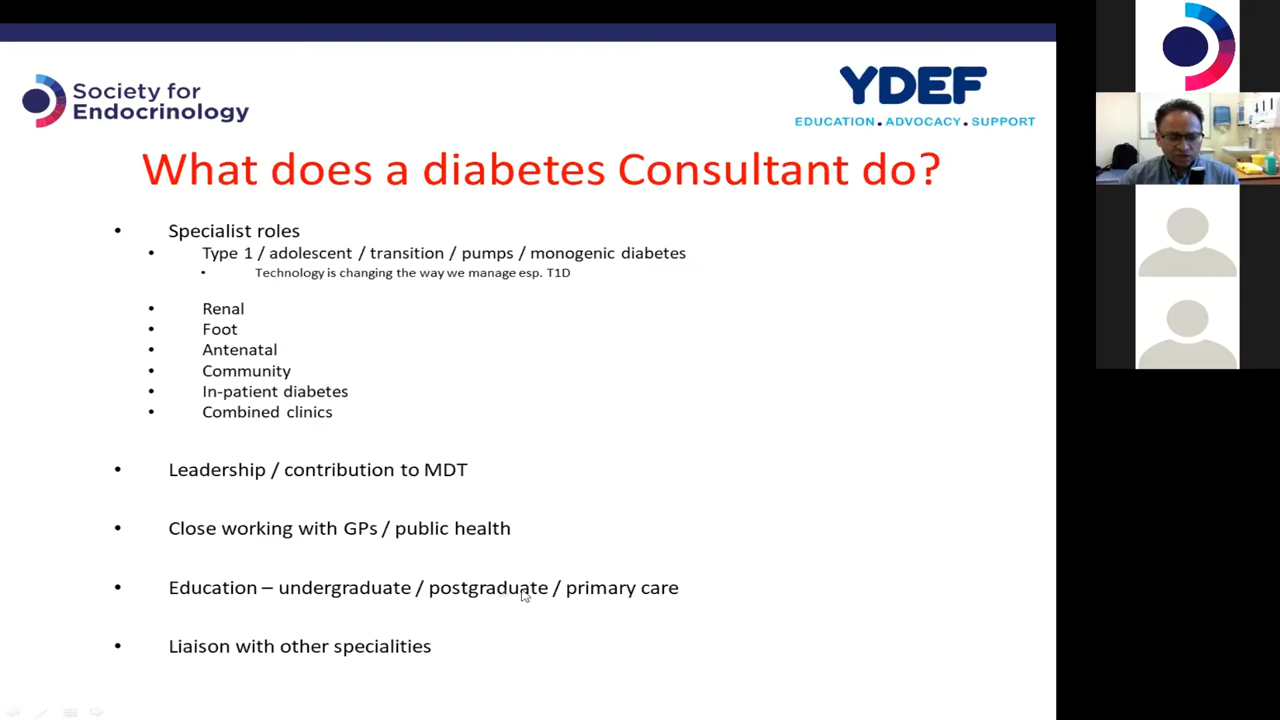 Society for
Endocrinology
YDEF
EDUCATION . ADVOCACY . SUPPORT
What does a diabetes Consultant do?
• Specialist roles
• Type 1 / adolescent / transition / pumps / monogenic diabetes
• Technology is changing the way we manage esp. T1D
• Renal
• Foot
• Antenatal
• Community
• In-patient diabetes
• Combined clinics
• Leadership / contribution to MDT
• Close working with GPs / public health
• Education – undergraduate / postgraduate / primary care
• Liaison with other specialities